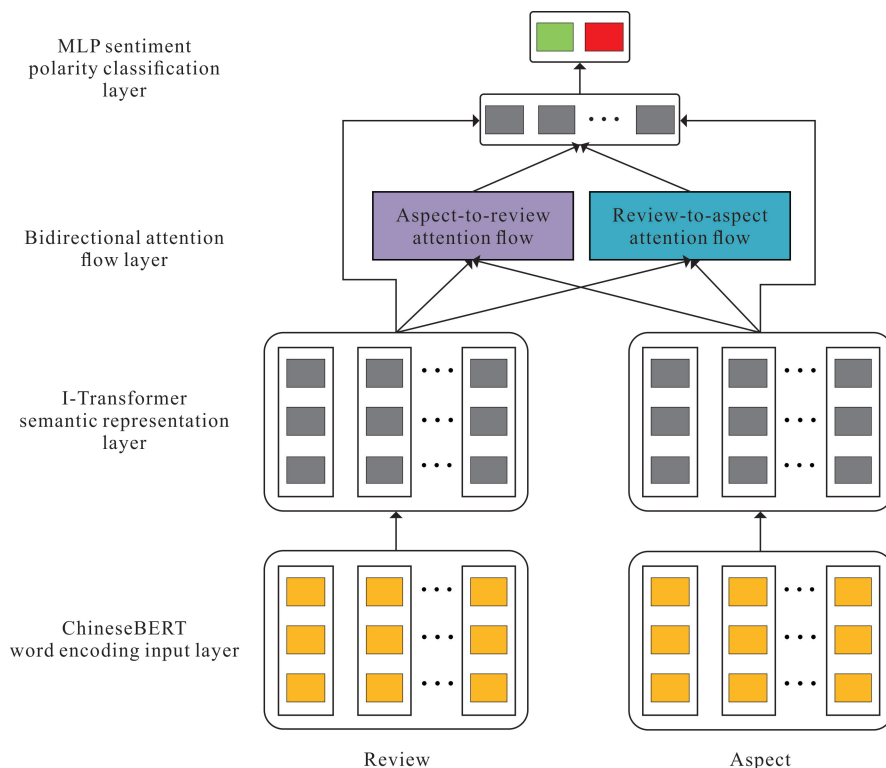 MLP sentiment
polarity classification
layer
Aspect-to-review
attention flow
Review-to-aspect
attention flow
Bidirectional attention
flow layer
I-Transformer
semantic representation
layer
ChineseBERT
word encoding input layer
Review
Aspect